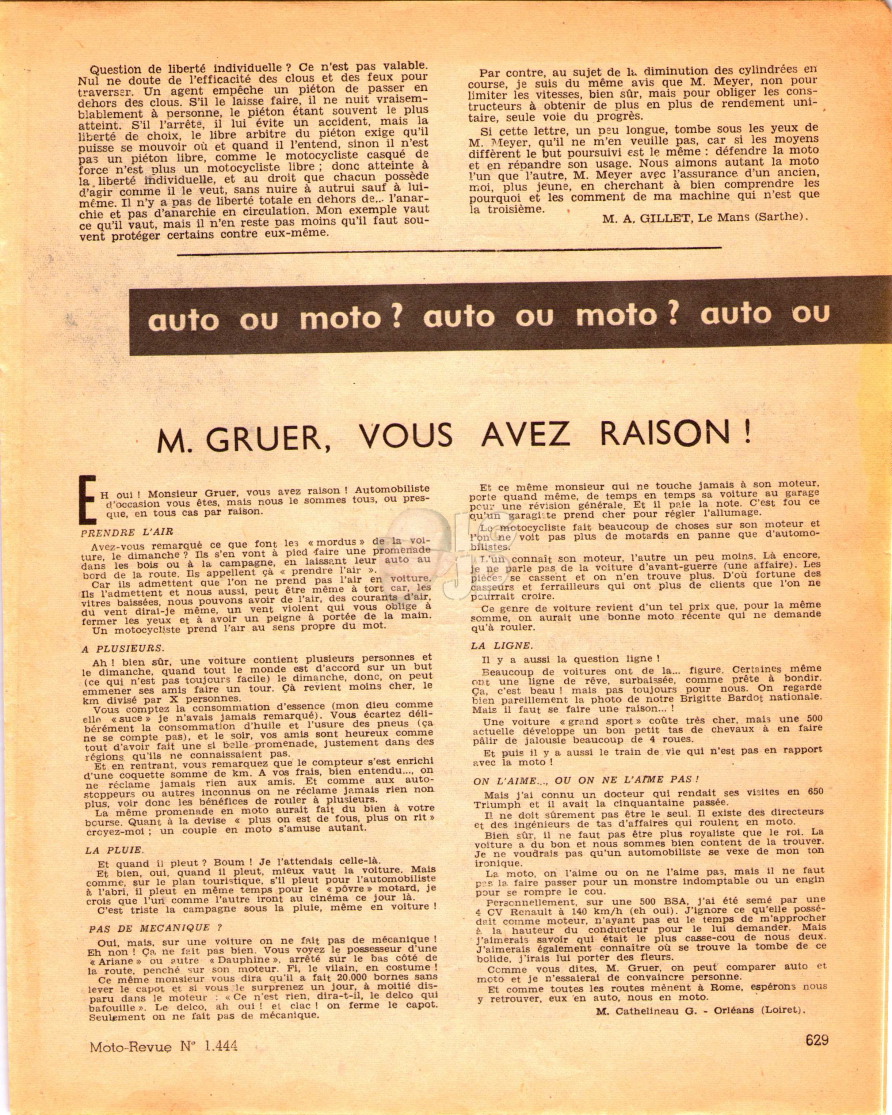 Question de liberté individuelle ? Ce n'est pas valable.
Nul ne doute de l'efficacité des clous et des feux pour
traverser. Un agent empêche un piéton de passer en
dehors des clous. S'il le laisse faire, il ne nuit vraisem-
blablement à personne, le piéton étant souvent le plus
atteint. S'il l'arrête, il lui évite un accident, mais la
liberté de choix, le libre arbitre du piéton exige qu'il
puisse se mouvoir où et quand il l'entend, sinon il n'est
pas un piéton libre, comme le motocycliste casqué de
force n'est plus un motocycliste libre ; donc atteinte à
la liberté individuelle, et au droit que chacun possède
d'agir comme il le veut, sans nuire à autrui sauf à lui-
même. Il n'y a pas de liberté totale en dehors de... l'anar-
chie et pas d'anarchie en circulation. Mon exemple vaut
ce qu'il vaut, mais il n'en reste pas moins qu'il faut sou-
vent protéger certains contre eux-même.
Par contre, au sujet de la diminution des cylindrées en
course, je suis du même avis que M. Meyer, non pour
limiter les vitesses, bien sûr, mais pour obliger les cons-
tructeurs à obtenir de plus en plus de rendement uni-
taire, seule voie du progrès.
Si cette lettre, un peu longue, tombe sous les yeux de
M. Meyer, qu'il ne m'en veuille pas, car si les moyens
diffèrent le but poursuivi est le même : défendre la moto
et en répandre son usage. Nous aimons autant la moto
l'un que l'autre, M. Meyer avec l'assurance d'un ancien,
moi, plus jeune, en cherchant à bien comprendre les
pourquoi et les comment de ma machine qui n'est que
la troisième.
M. A. GILLET, Le Mans (Sarthe).
auto ou moto ? auto ou moto ? auto ou
M. GRUER, VOUS AVEZ RAISON !
EH oui ! Monsieur Gruer, vous avez raison ! Automobiliste
d'occasion vous êtes, mais nous le sommes tous, ou pres-
que, en tous cas par raison.
PRENDRE L'AIR
Avez-vous remarqué ce que font les « mordus » de la voi-
ture, le dimanche ? Ils s'en vont à pied faire une promenade
dans les bois ou à la campagne, en laissant leur auto au
bord de la route. Ils appellent çà « prendre l'air ».
Car ils admettent que l'on ne prend pas l'air en voiture.
Ils l'admettent et nous aussi, peut être même à tort car, les
vitres baissées, nous pouvons avoir de l'air, des courants d'air,
du vent dirai-je même, un vent violent qui vous oblige à
fermer les yeux et à avoir un peigne à portée de la main.
Un motocycliste prend l'air au sens propre du mot.
A PLUSIEURS.
Ah ! bien sûr, une voiture contient plusieurs personnes et
le dimanche, quand tout le monde est d'accord sur un but
(ce qui n'est pas toujours facile) le dimanche, donc, on peut
emmener ses amis faire un tour. Çà revient moins cher, le
km divisé par X personnes.
Vous comptez la consommation d'essence (mon dieu comme
elle « suce » je n'avais jamais remarqué). Vous écartez déli-
bérément la consommation d'huile et l'usure des pneus (ça
ne se compte pas), et le soir, vos amis sont heureux comme
tout d'avoir fait une si belle promenade, justement dans des
régions qu'ils ne connaissaient pas.
Et en rentrant, vous remarquez que le compteur s'est enrichi
d'une coquette somme de km. A vos frais, bien entendu..., on
ne réclame jamais rien aux amis. Et comme aux auto-
stoppeurs ou autres inconnus on ne réclame jamais rien non
plus, voir donc les bénéfices de rouler à plusieurs.
La même promenade en moto aurait fait du bien à votre
bourse. Quant à la devise « plus on est de fous, plus on rit »
croyez-moi ; un couple en moto s'amuse autant.
LA PLUIE.
Et quand il pleut ? Boum ! Je l'attendais celle-là.
Et bien, oui, quand il pleut, mieux vaut la voiture. Mais
comme, sur le plan touristique, s'il pleut pour l'automobiliste
à l'abri, il pleut en même temps pour le « pôvre » motard, je
crois que l'un comme l'autre iront au cinéma ce jour là.
C'est triste la campagne sous la pluie, même en voiture !
PAS DE MECANIQUE ?
Oui, mais, sur une voiture on ne fait pas de mécanique !
Eh non ! Ça ne fait pas bien. Vous voyez le possesseur d'une
« Ariane » ou autre « Dauphine », arrêté sur le bas côté de
la route, penché sur son moteur. Fi, le vilain, en costume !
Ce même monsieur vous dira qu'il a fait 20.000 bornes sans
lever le capot et si vous le surprenez un jour, à moitié dis-
paru dans le moteur : « Ce n'est rien, dira-t-il, le delco qui
bafouille ». Le delco, ah oui ! et clac ! on ferme le capot.
Seulement on ne fait pas de mécanique.
Et ce même monsieur qui ne touche jamais à son moteur,
porte quand même, de temps en temps sa voiture au garage
pour une révision générale. Et il paie la note. C'est fou ce
qu'un garagiste prend cher pour régler l'allumage.
Le motocycliste fait beaucoup de choses sur son moteur et
l'on ne voit pas plus de motards en panne que d'automo-
bilistes.
L'un connait son moteur, l'autre un peu moins. Là encore,
je ne parle pas de la voiture d'avant-guerre (une affaire). Les
pièces se cassent et on n'en trouve plus. D'où fortune des
casseurs et ferrailleurs qui ont plus de clients que l'on ne
pourrait croire.
Ce genre de voiture revient d'un tel prix que, pour la même
somme, on aurait une bonne moto récente qui ne demande
qu'à rouler.
LA LIGNE.
Il y a aussi la question ligne !
Beaucoup de voitures ont de la... figure. Certaines même
ont une ligne de rêve, surbaissée, comme prête à bondir.
Ça, c'est beau ! mais pas toujours pour nous. On regarde
bien pareillement la photo de notre Brigitte Bardot nationale.
Mais il faut se faire une raison... !
Une voiture « grand sport » coûte très cher, mais une 500
actuelle développe un bon petit tas de chevaux à en faire
pâlir de jalousie beaucoup de 4 roues.
Et puis il y a aussi le train de vie qui n'est pas en rapport
avec la moto !
ON L'AIME... OU ON NE L'AIME PAS !
Mais j'ai connu un docteur qui rendait ses visites en 650
Triumph et il avait la cinquantaine passée.
Il ne doit sûrement pas être le seul. Il existe des directeurs
et des ingénieurs de tas d'affaires qui roulent en moto.
Bien sûr, il ne faut pas être plus royaliste que le roi. La
voiture a du bon et nous sommes bien content de la trouver.
Je ne voudrais pas qu'un automobiliste se vexe de mon ton
ironique.
La moto, on l'aime ou on ne l'aime pas, mais il ne faut
pas la faire passer pour un monstre indomptable ou un engin
pour se rompre le cou.
Personnellement, sur une 500 BSA, j'ai été semé par une
4 CV Renault à 140 km/h (eh oui). J'ignore ce qu'elle possé-
dait comme moteur, n'ayant pas eu le temps de m'approcher
à la hauteur du conducteur pour le lui demander. Mais
j'aimerais savoir qui était le plus casse-cou de nous deux.
J'aimerais également connaître où se trouve la tombe de ce
bolide, j'irais lui porter des fleurs.
Comme vous dites, M. Gruer, on peut comparer auto et
moto et je n'essaierai de convaincre personne.
Et comme toutes les routes mènent à Rome, espérons nous
y retrouver, eux en auto, nous en moto.
M. Cathelineau G. - Orléans (Loiret).
Moto-Revue N° 1.444
629